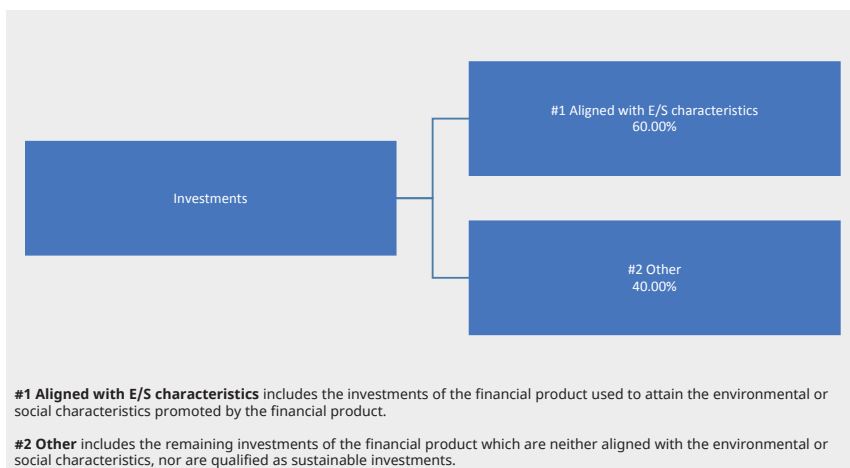 #1 Aligned with E/S characteristics
60.00%
Investments
#2 Other
40.00%
#1 Aligned with E/S characteristics includes the investments of the financial product used to attain the environmental or
social characteristics promoted by the financial product.
#2 Other includes the remaining investments of the financial product which are neither aligned with the environmental or
social characteristics, nor are qualified as sustainable investments.